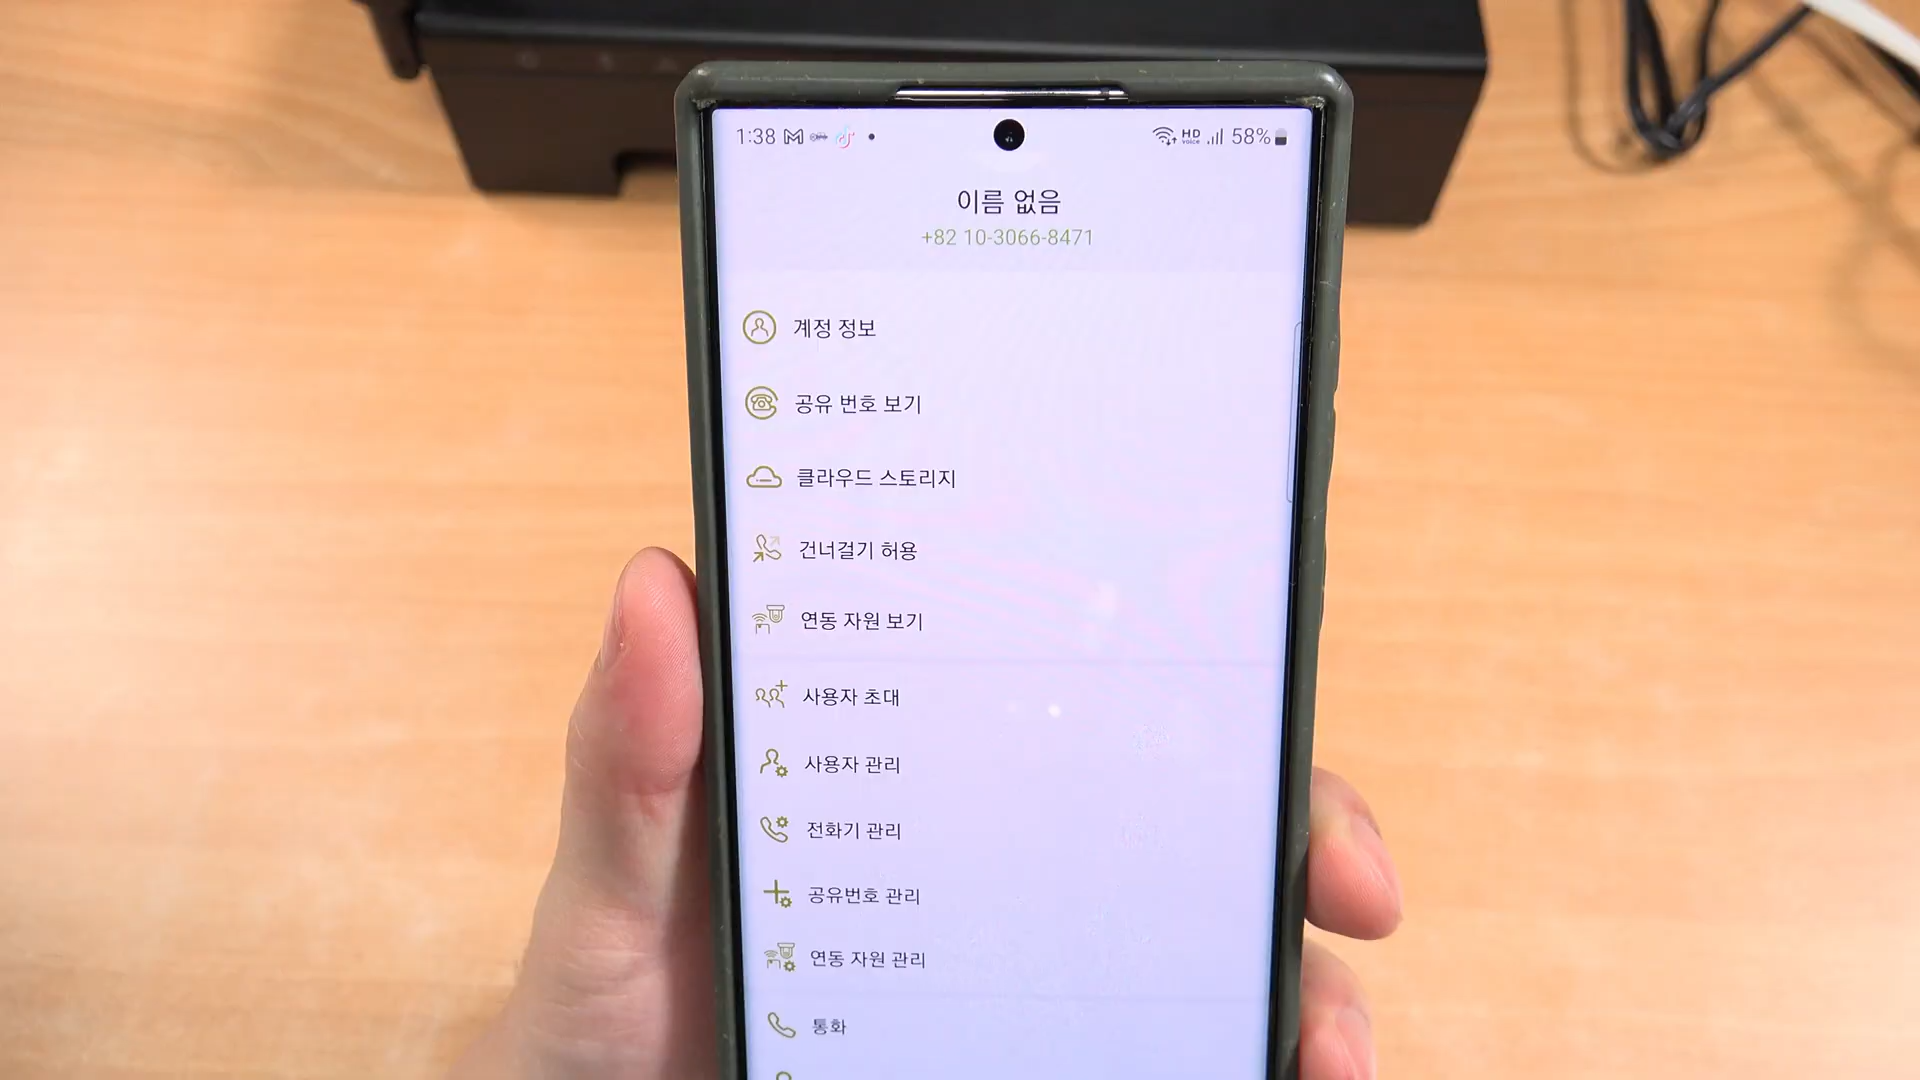 1:38
HD
voice
58%
이름 없음
+82 10-3066-8471
계정 정보
공유 번호 보기
클라우드 스토리지
건너걸기 허용
연동 자원 보기
사용자 초대
사용자 관리
전화기 관리
공유번호 관리
연동 자원 관리
통화